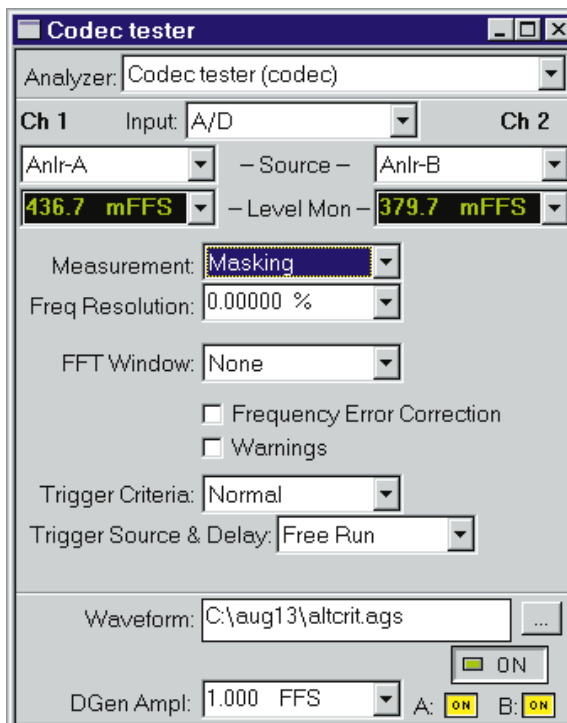 Codec tester
Analyzer: Codec tester (codec)
Ch 1 Input: A/D Ch 2
Anlr-A – Source – Anlr-B
436.7 mFFS – Level Mon – 379.7 mFFS
Measurement: Masking
Freq Resolution: 0.00000 %
FFT Window: None
Frequency Error Correction
Warnings
Trigger Criteria: Normal
Trigger Source & Delay: Free Run
Waveform: C:\aug13\altcrit.ags ...
ON
DGen Ampl: 1.000 FFS A: ON B: ON